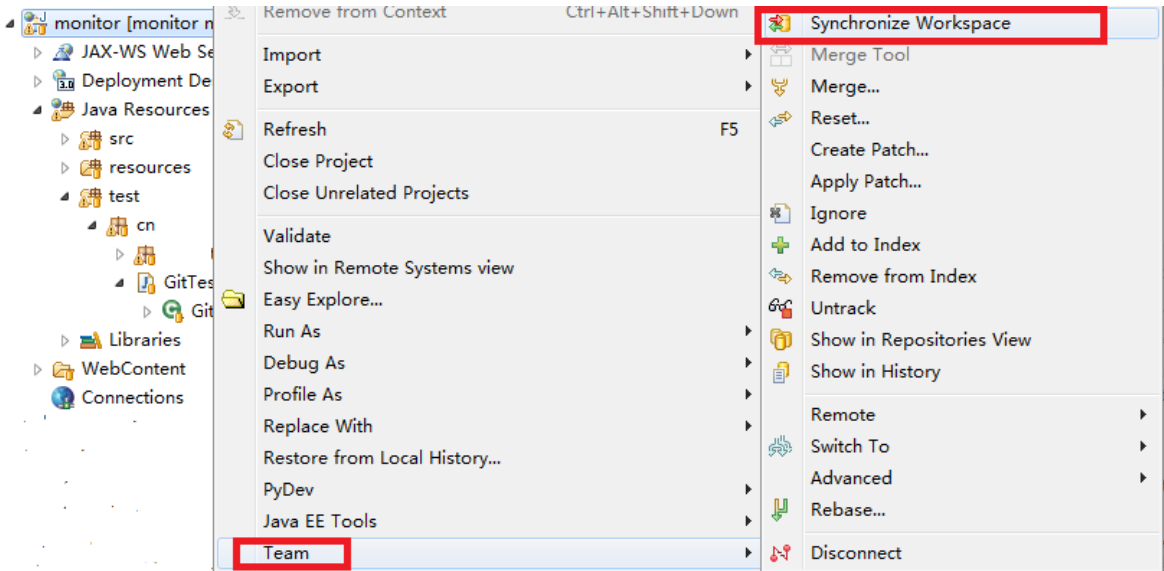 monitor [monitor m
JAX-WS Web Se
Deployment De
Java Resources
src
resources
test
cn
GitTes
Git
Libraries
WebContent
Connections
Remove from Context Ctrl+Alt+Shift+Down
Import
Export
Refresh F5
Close Project
Close Unrelated Projects
Validate
Show in Remote Systems view
Easy Explore...
Run As
Debug As
Profile As
Replace With
Restore from Local History...
PyDev
Java EE Tools
Team
Synchronize Workspace
Merge Tool
Merge...
Reset...
Create Patch...
Apply Patch...
Ignore
Add to Index
Remove from Index
Untrack
Show in Repositories View
Show in History
Remote
Switch To
Advanced
Rebase...
Disconnect